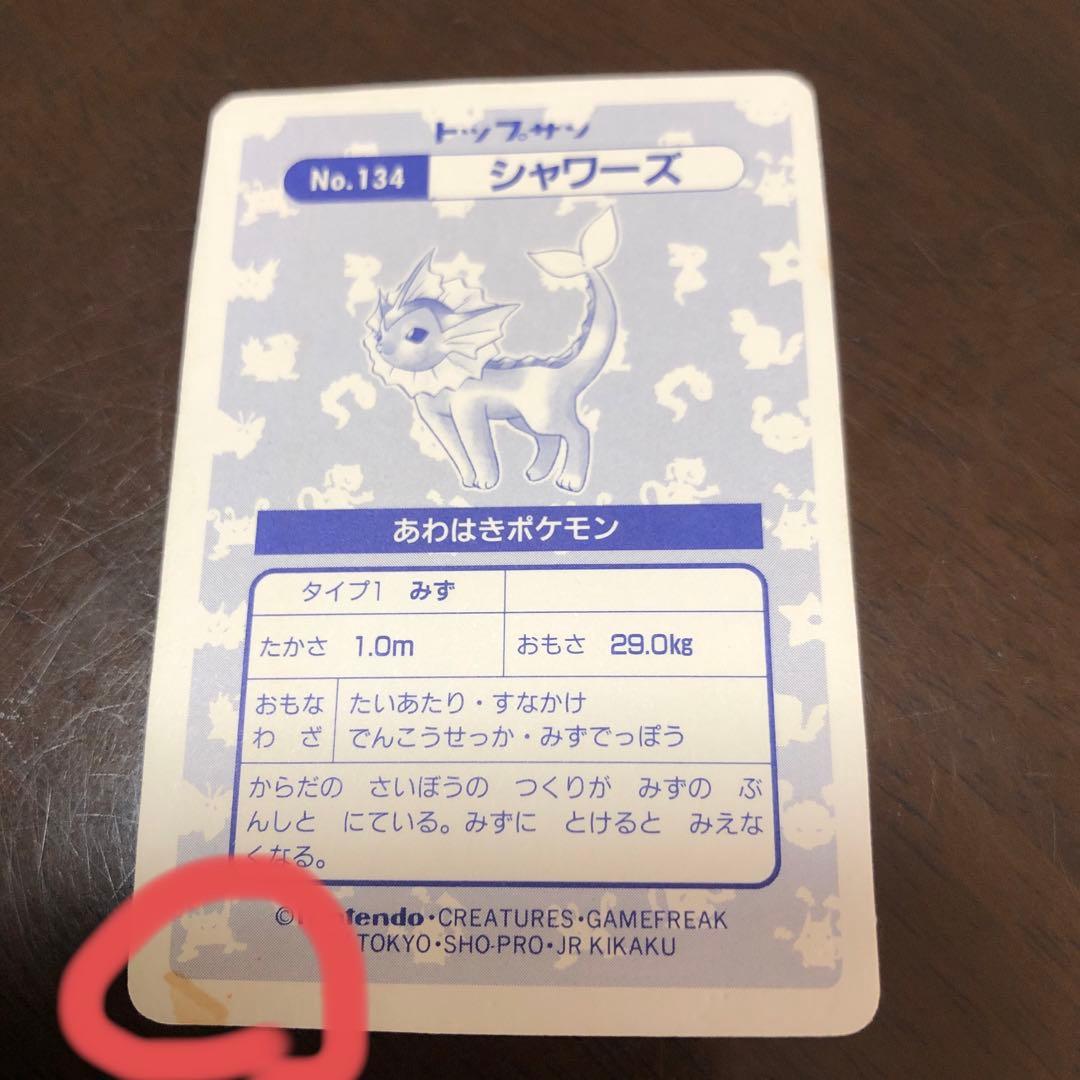 トップサン
No.134 シャワーズ
あわはきポケモン
タイプ1 みず
たかさ 1.0m おもさ 29.0kg
おもな たいあたり・すなかけ
わ ざ でんこうせっか・みずでっぽう
からだの さいぼうの つくりが みずの ぶ
んしと にている。みずに とけると みえな
くなる。
©Nintendo・CREATURES・GAMEFREAK
TOKYO・SHO-PRO・JR KIKAKU